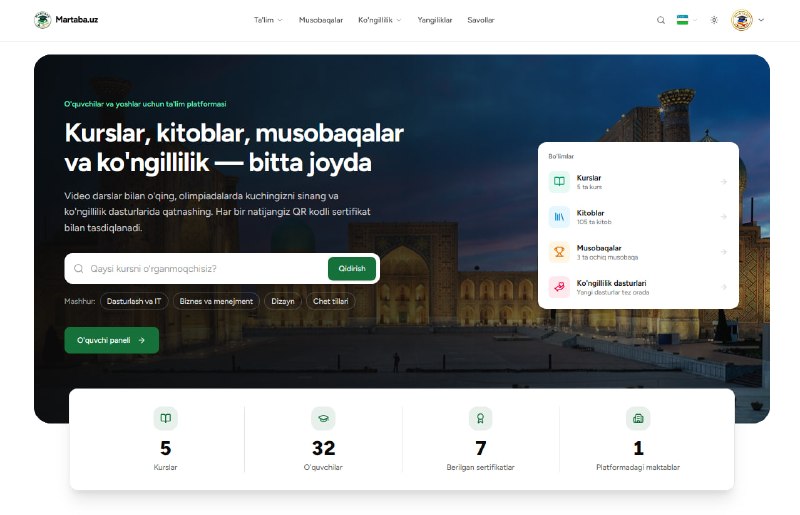 Martaba.uz
Ta'lim
Musobaqalar
Ko'ngillilik
Yangiliklar
Savollar
O'quvchilar va yoshlar uchun ta'lim platformasi
Kurslar, kitoblar, musobaqalar
va ko'ngillilik — bitta joyda
Video darslar bilan o'qing, olimpiadalarda kuchingizni sinang va
ko'ngillilik dasturlarida qatnashing. Har bir natijangiz QR kodli sertifikat
bilan tasdiqlanadi.
Qaysi kursni o'rganmoqchisiz?
Qidirish
Mashhur:
Dasturlash va IT
Biznes va menejment
Dizayn
Chet tillari
O'quvchi paneli
Bo'limlar
Kurslar
5 ta kurs
Kitoblar
105 ta kitob
Musobaqalar
3 ta ochiq musobaqa
Ko'ngillilik dasturlari
Yangi dasturlar tez orada
5
Kurslar
32
O'quvchilar
7
Berilgan sertifikatlar
1
Platformadagi maktablar